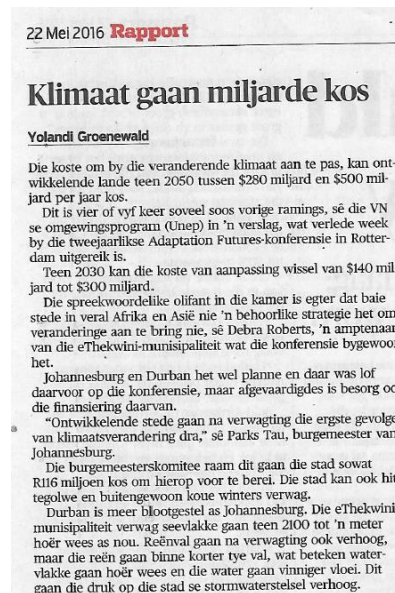 22 Mei 2016 Rapport
Klimaat gaan miljarde kos
Yolandi Groenewald
Die koste om by die veranderende klimaat aan te pas, kan ont-
wikkelende lande teen 2050 tussen $280 miljard en $500 mil-
jard per jaar kos.
Dit is vier of vyf keer soveel soos vorige ramings, sê die VN
se omgewingsprogram (Unep) in 'n verslag, wat verlede week
by die tweejaarlikse Adaptation Futures-konferensie in Rotter-
dam uitgereik is.
Teen 2030 kan die koste van aanpassing wissel van $140 mil
jard tot $300 miljard.
Die spreekwoordelike olifant in die kamer is egter dat baie
stede in veral Afrika en Asië nie 'n behoorlike strategie het om
veranderinge aan te bring nie, sê Debra Roberts, 'n amptenaar
van die eThekwini-munisipaliteit wat die konferensie bygewoo
het.
Johannesburg en Durban het wel planne en daar was lof
daarvoor op die konferensie, maar afgevaardigdes is besorg oo
die finansiering daarvan.
“Ontwikkelende stede gaan na verwagting die ergste gevolge
van klimaatsverandering dra,” sê Parks Tau, burgemeester van
Johannesburg.
Die burgemeesterskomitee raam dit gaan die stad sowat
R116 miljoen kos om hierop voor te berei. Die stad kan ook hit
tegolwe en buitengewoon koue winters verwag.
Durban is meer blootgestel as Johannesburg. Die eThekwini
munisipaliteit verwag seevlakke gaan teen 2100 tot 'n meter
hoër wees as nou. Reënval gaan na verwagting ook verhoog,
maar die reën gaan binne korter tye val, wat beteken water-
vlakke gaan hoër wees en die water gaan vinniger vloei. Dit
gaan die druk op die stad se stormwaterstelsel verhoog.